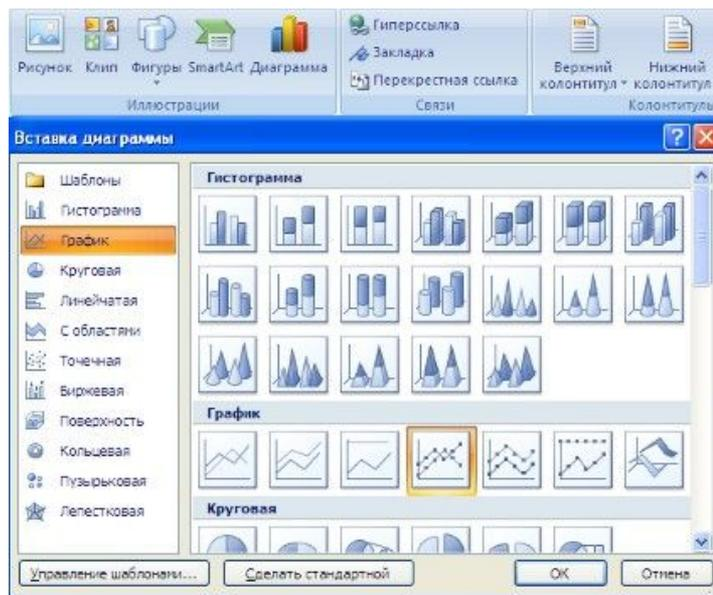 Рисунок Клип Фигуры SmartArt Диаграмма
Иллюстрации
Гиперссылка
Закладка
Перекрестная ссылка
Связи
Верхний колонтитул
Нижний колонтитул
Колонтитулы
Вставка диаграммы
Шаблоны
Гистограмма
График
Круговая
Линейчатая
С областями
Точечная
Биржевая
Поверхность
Кольцевая
Пузырьковая
Лепестковая
Гистограмма
График
Круговая
Управление шаблонами...
Сделать стандартной
ОК
Отмена